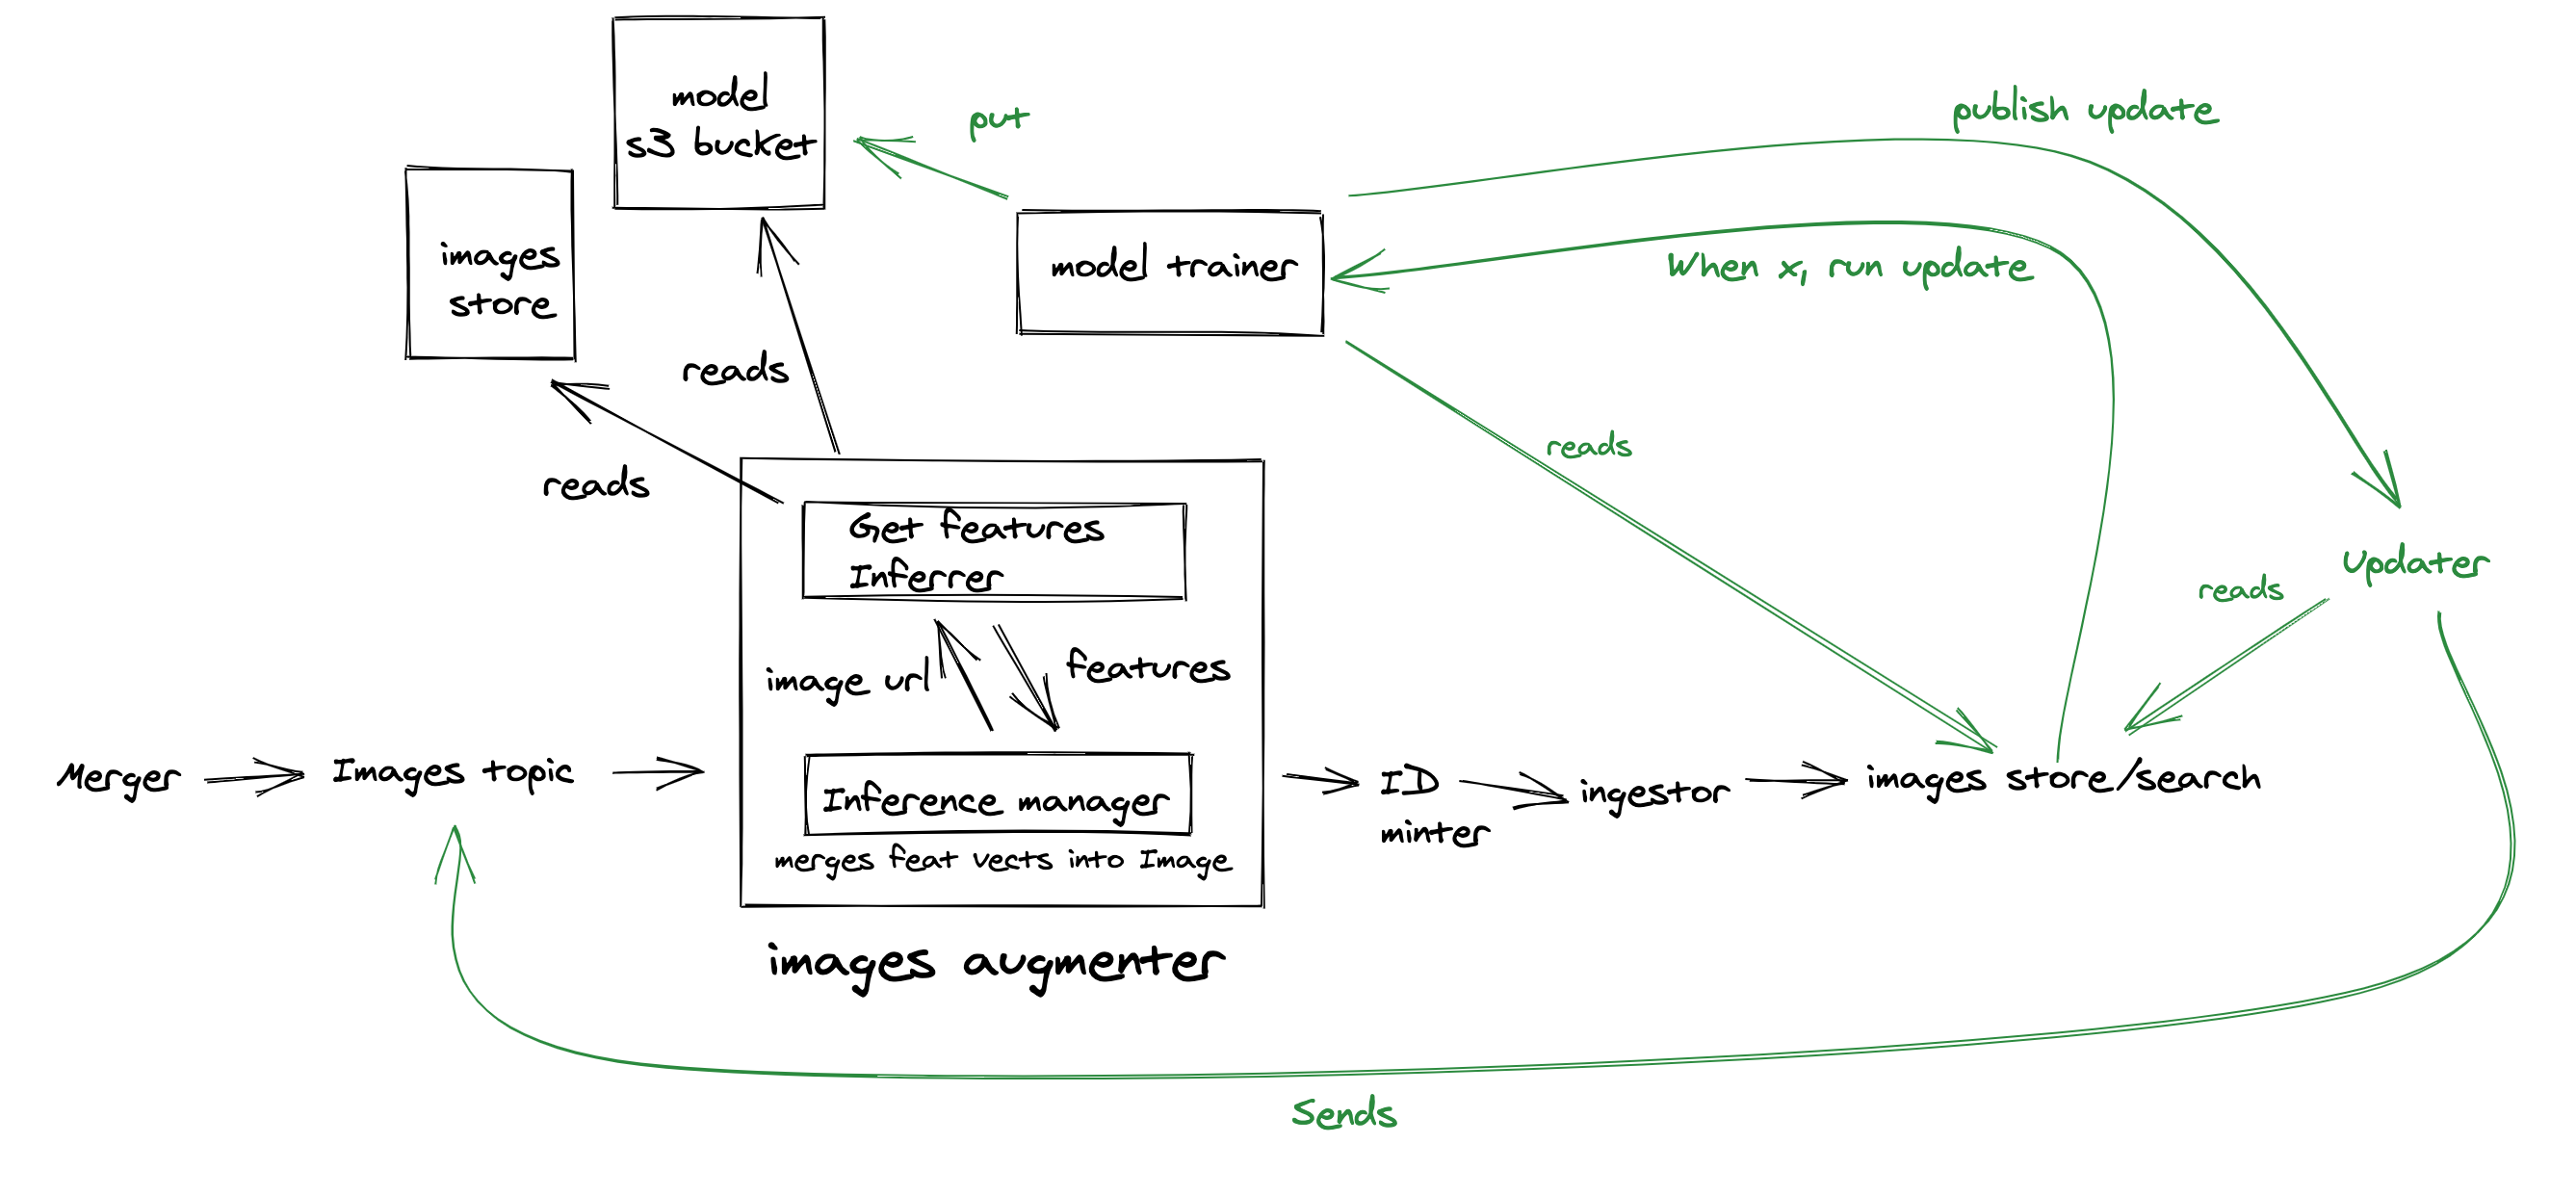 model
s3 bucket
put
publish update
images
store
model trainer
When x, run update
reads
reads
reads
Get features
Inferrer
Updater
reads
image url
features
Merger
Images topic
Inference manager
merges feat vects into Image
ID
minter
ingestor
images store/search
images augmenter
Sends